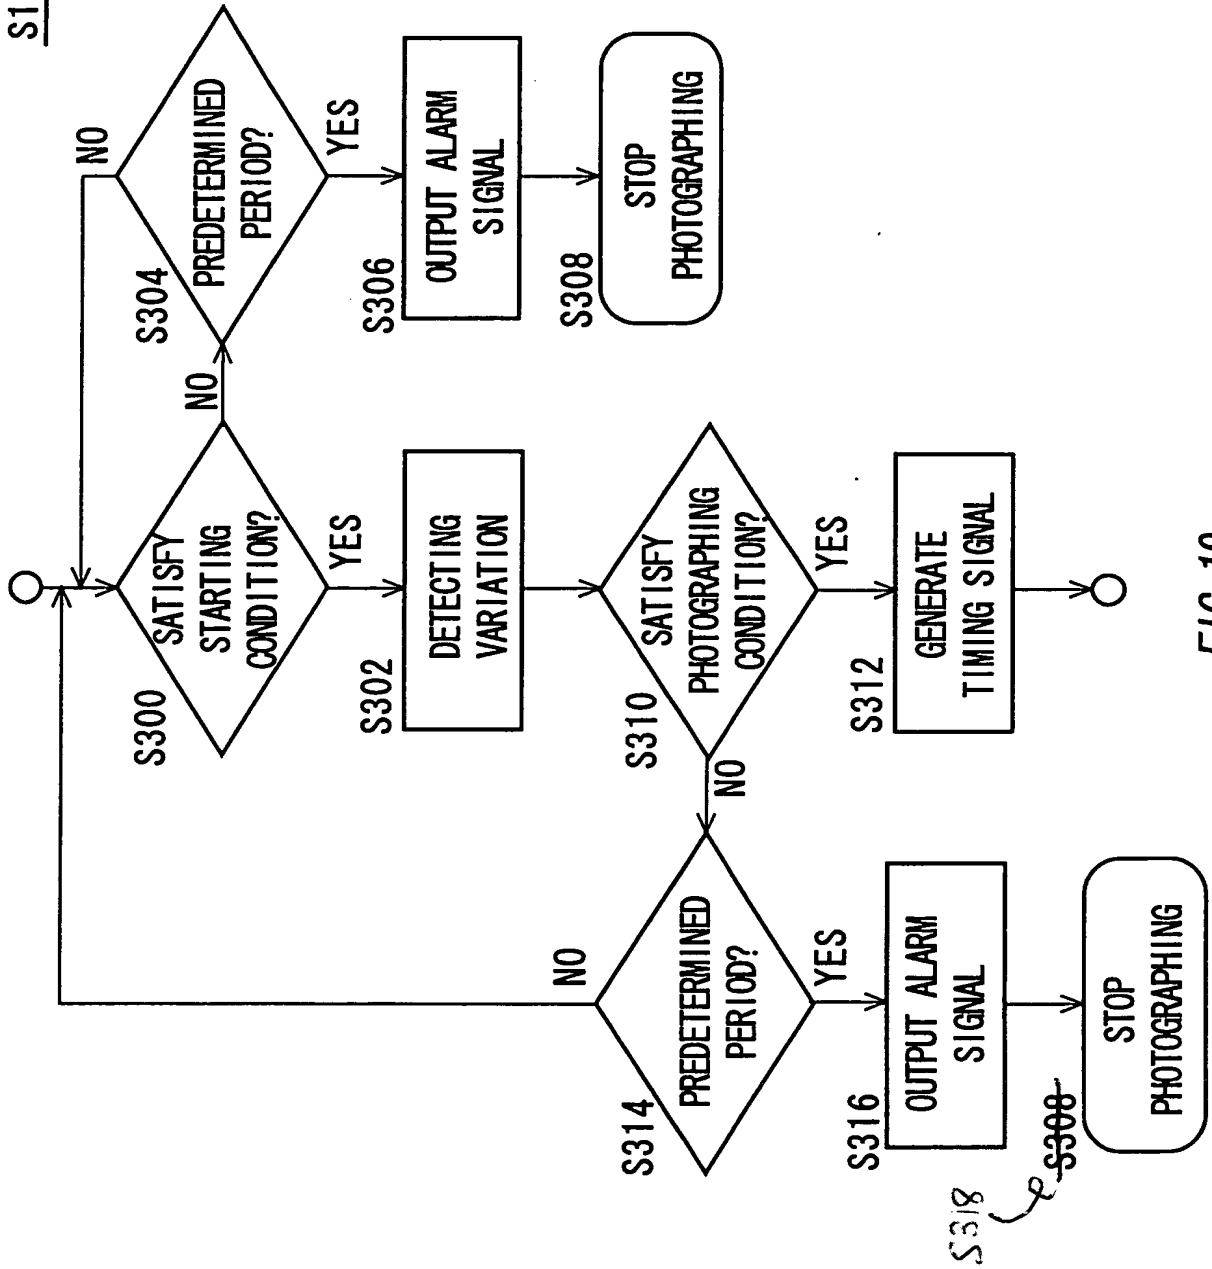 S1
NO
PREDETERMINED
PERIOD?
S304
YES
NO
SATISFY
STARTING
CONDITION?
S300
YES
OUTPUT ALARM
SIGNAL
S306
DETECTING
VARIATION
S302
STOP
PHOTOGRAPHING
S308
SATISFY
PHOTOGRAPHING
CONDITION?
S310
YES
NO
GENERATE
TIMING SIGNAL
S312
NO
PREDETERMINED
PERIOD?
S314
YES
OUTPUT ALARM
SIGNAL
S316
STOP
PHOTOGRAPHING
S308
S318